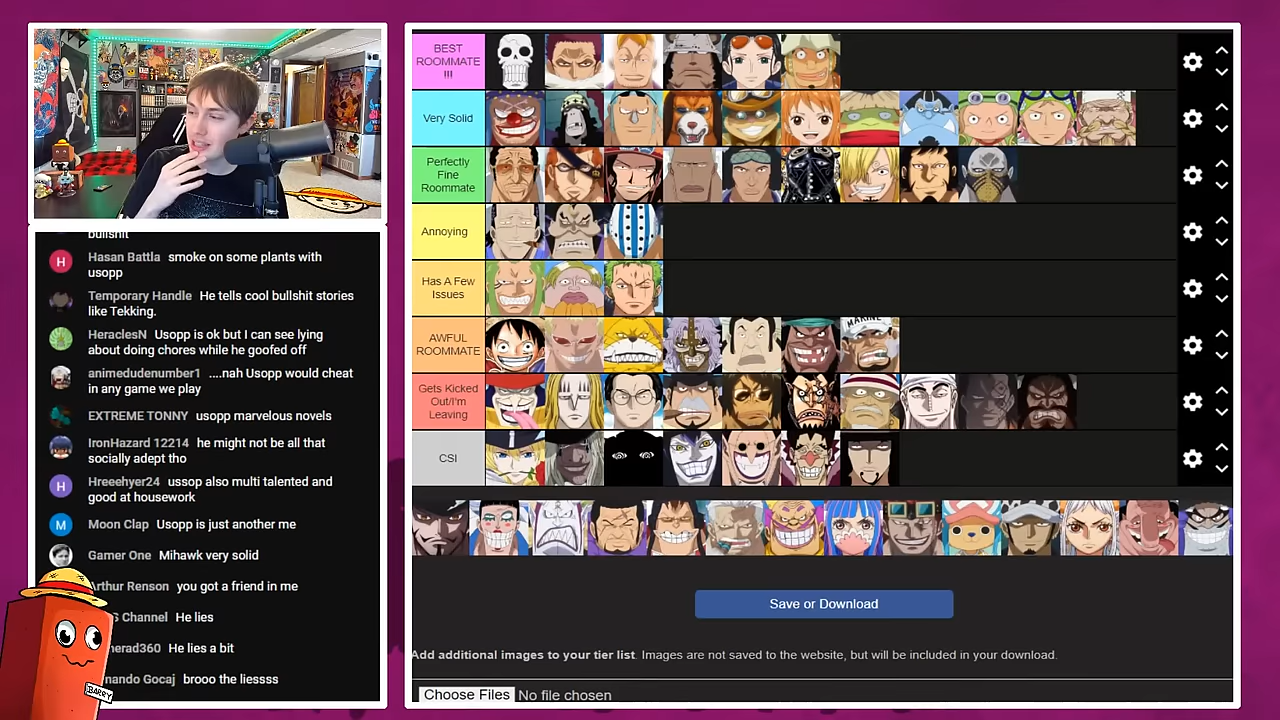 BEST
ROOMMATE
!!!
Very Solid
Perfectly
Fine
Roommate
Annoying
Has A Few
Issues
AWFUL
ROOMMATE
MARINE
Gets Kicked
Out/I'm
Leaving
CSI
Save or Download
Add additional images to your tier list. Images are not saved to the website, but will be included in your download.
Choose Files No file chosen
bullshit
H Hasan Battla smoke on some plants with
usopp
Temporary Handle He tells cool bullshit stories
like Tekking.
HeraclesN Usopp is ok but I can see lying
about doing chores while he goofed off
animedudenumber1 ....nah Usopp would cheat
in any game we play
EXTREME TONNY usopp marvelous novels
IronHazard 12214 he might not be all that
socially adept tho
H Hreeehyer24 ussop also multi talented and
good at housework
M Moon Clap Usopp is just another me
Gamer One Mihawk very solid
Arthur Renson you got a friend in me
S Channel He lies
erad360 He lies a bit
nando Gocaj brooo the liessss
BARRY